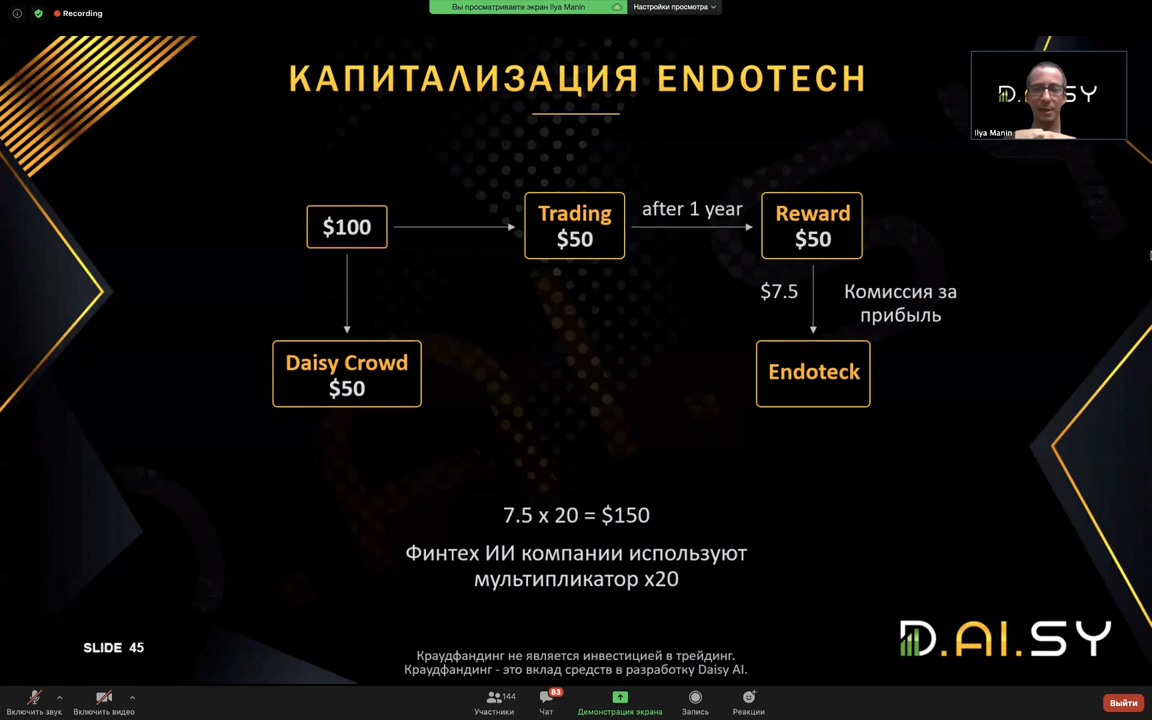 Recording
Вы просматриваете экран Ilya Manin
Настройки просмотра
КАПИТАЛИЗАЦИЯ ENDOTECH
D.AI.SY
Ilya Manin
$100
Trading
$50
after 1 year
Reward
$50
$7.5
Комиссия за
прибыль
Daisy Crowd
$50
Endoteck
7.5 x 20 = $150
Финтех ИИ компании используют
мультипликатор x20
SLIDE 45
D.AI.SY
Краудфандинг не является инвестицией в трейдинг.
Краудфандинг - это вклад средств в разработку Daisy AI.
Включить звук
Включить видео
144
Участники
83
Чат
Демонстрация экрана
Запись
Реакции
Выйти